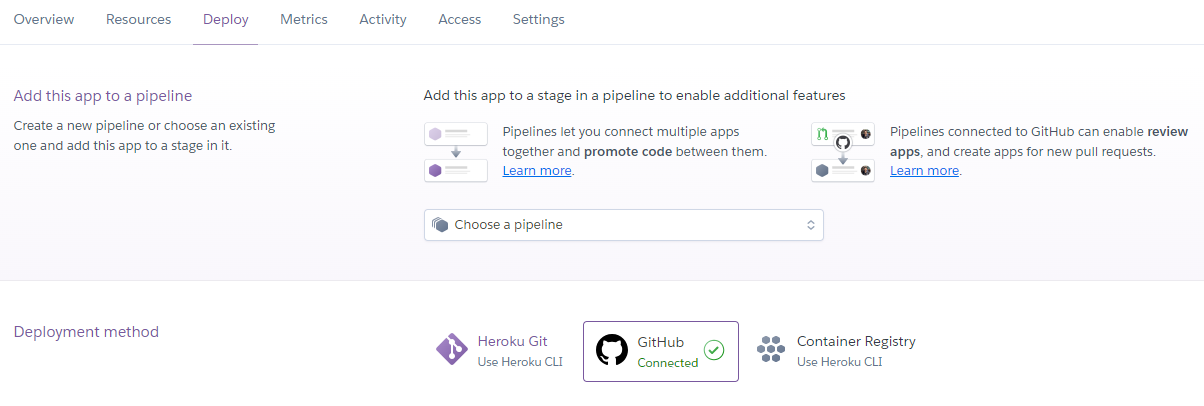 Overview Resources Deploy Metrics Activity Access Settings
Add this app to a pipeline
Create a new pipeline or choose an existing
one and add this app to a stage in it.
Add this app to a stage in a pipeline to enable additional features
Pipelines let you connect multiple apps
together and promote code between them.
Learn more.
Pipelines connected to GitHub can enable review
apps, and create apps for new pull requests.
Learn more.
Choose a pipeline
Deployment method
Heroku Git
Use Heroku CLI
GitHub
Connected
Container Registry
Use Heroku CLI